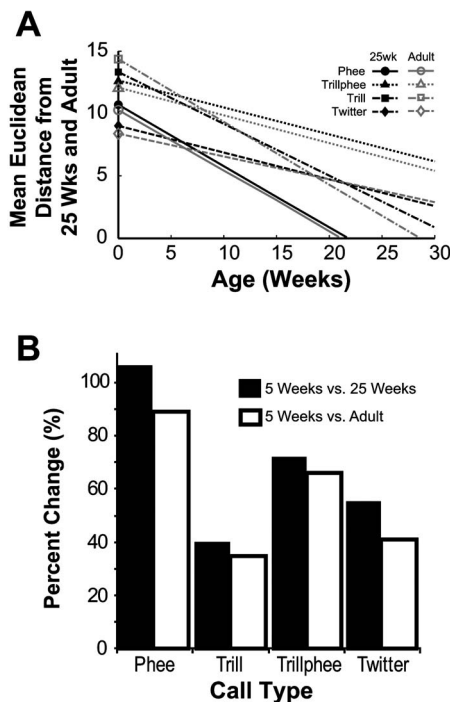 A
Mean Euclidean
Distance from
25 Wks and Adult
15
10
5
0
25wk Adult
Phee
Trillphee
Trill
Twitter
0 5 10 15 20 25 30
Age (Weeks)
B
Percent Change (%)
100
80
60
40
20
0
5 Weeks vs. 25 Weeks
5 Weeks vs. Adult
Phee Trill Trillphee Twitter
Call Type